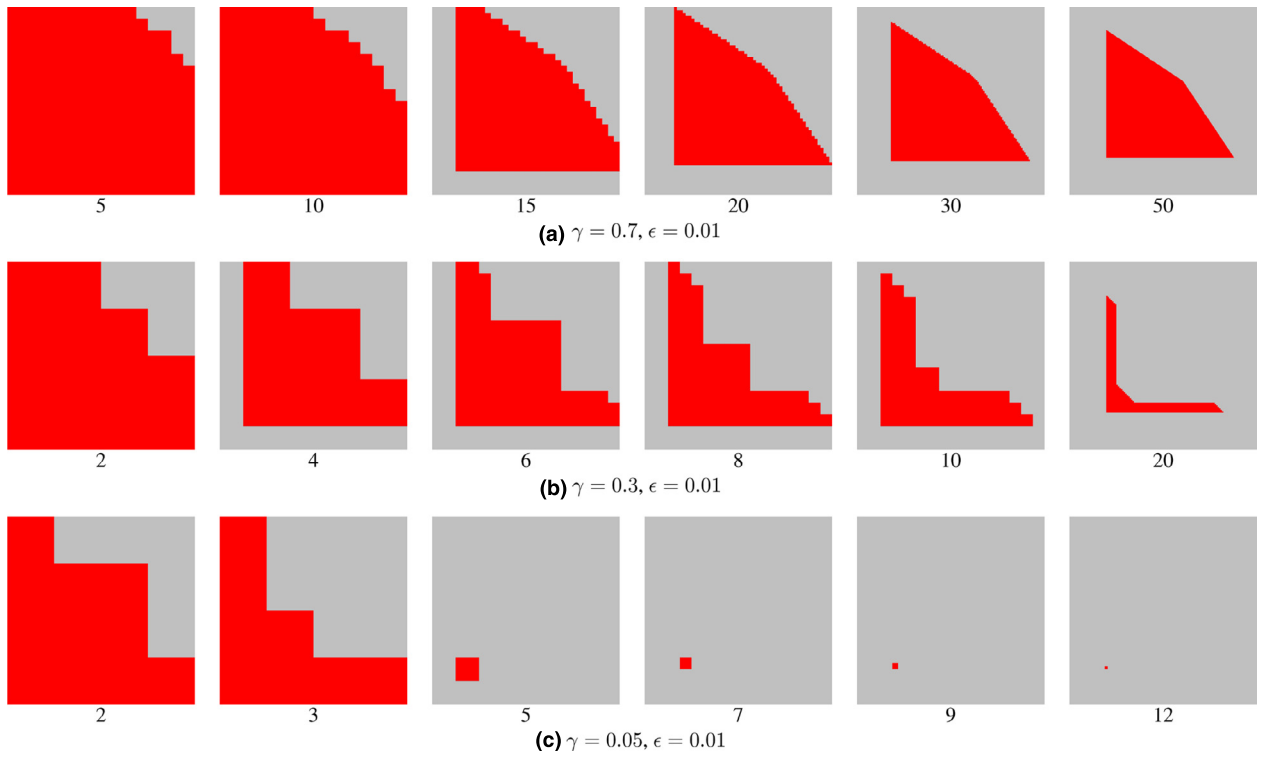 5 10 15 20 30 50
(a) γ = 0.7, ϵ = 0.01
2 4 6 8 10 20
(b) γ = 0.3, ϵ = 0.01
2 3 5 7 9 12
(c) γ = 0.05, ϵ = 0.01